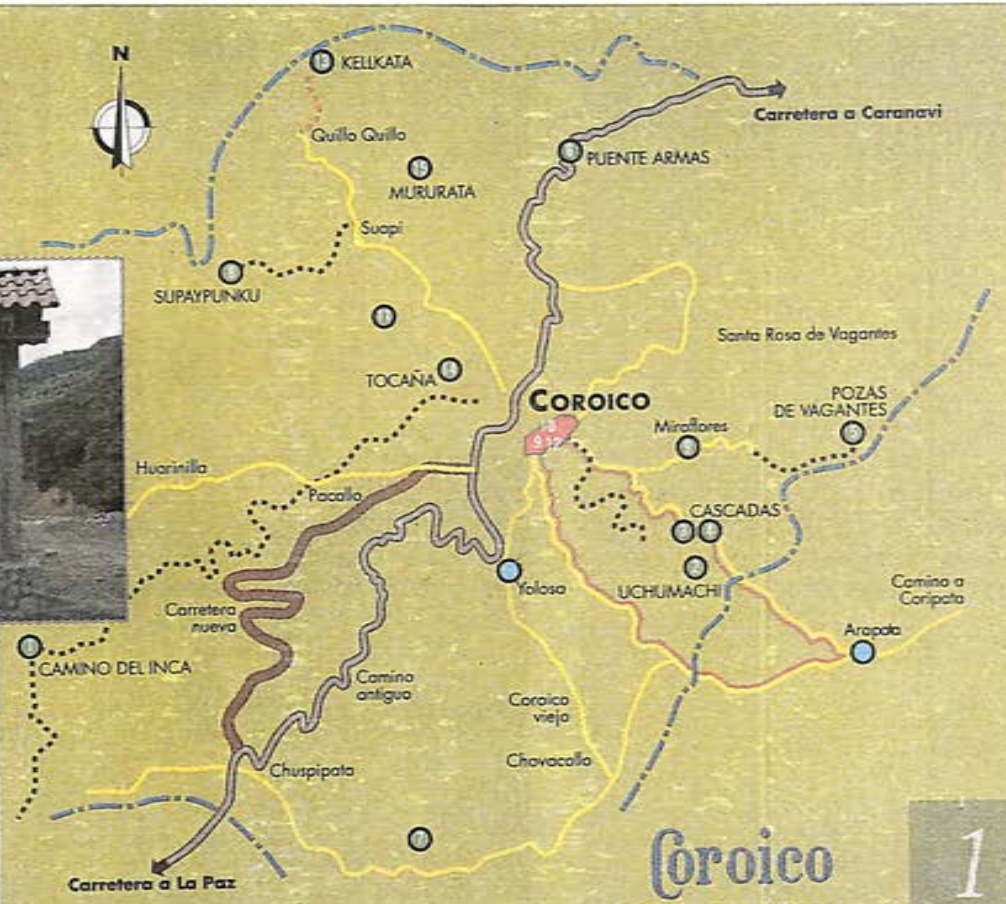 N
KELLKATA
Carretera a Caranavi
Quillo Quillo
PUENTE ARMAS
MURURATA
Suapi
SUPAYPUNKU
Santa Rosa de Vagantes
TOCAÑA
COROICO
POZAS
DE VAGANTES
Miraflores
Huarinilla
Pacallo
CASCADAS
Yolosa
UCHUMACHI
Camino a
Coripata
Carretera
nueva
Arapata
CAMINO DEL INCA
Camino
antiguo
Coroico
viejo
Chovacollo
Chuspipata
Coroico
1
Carretera a La Paz